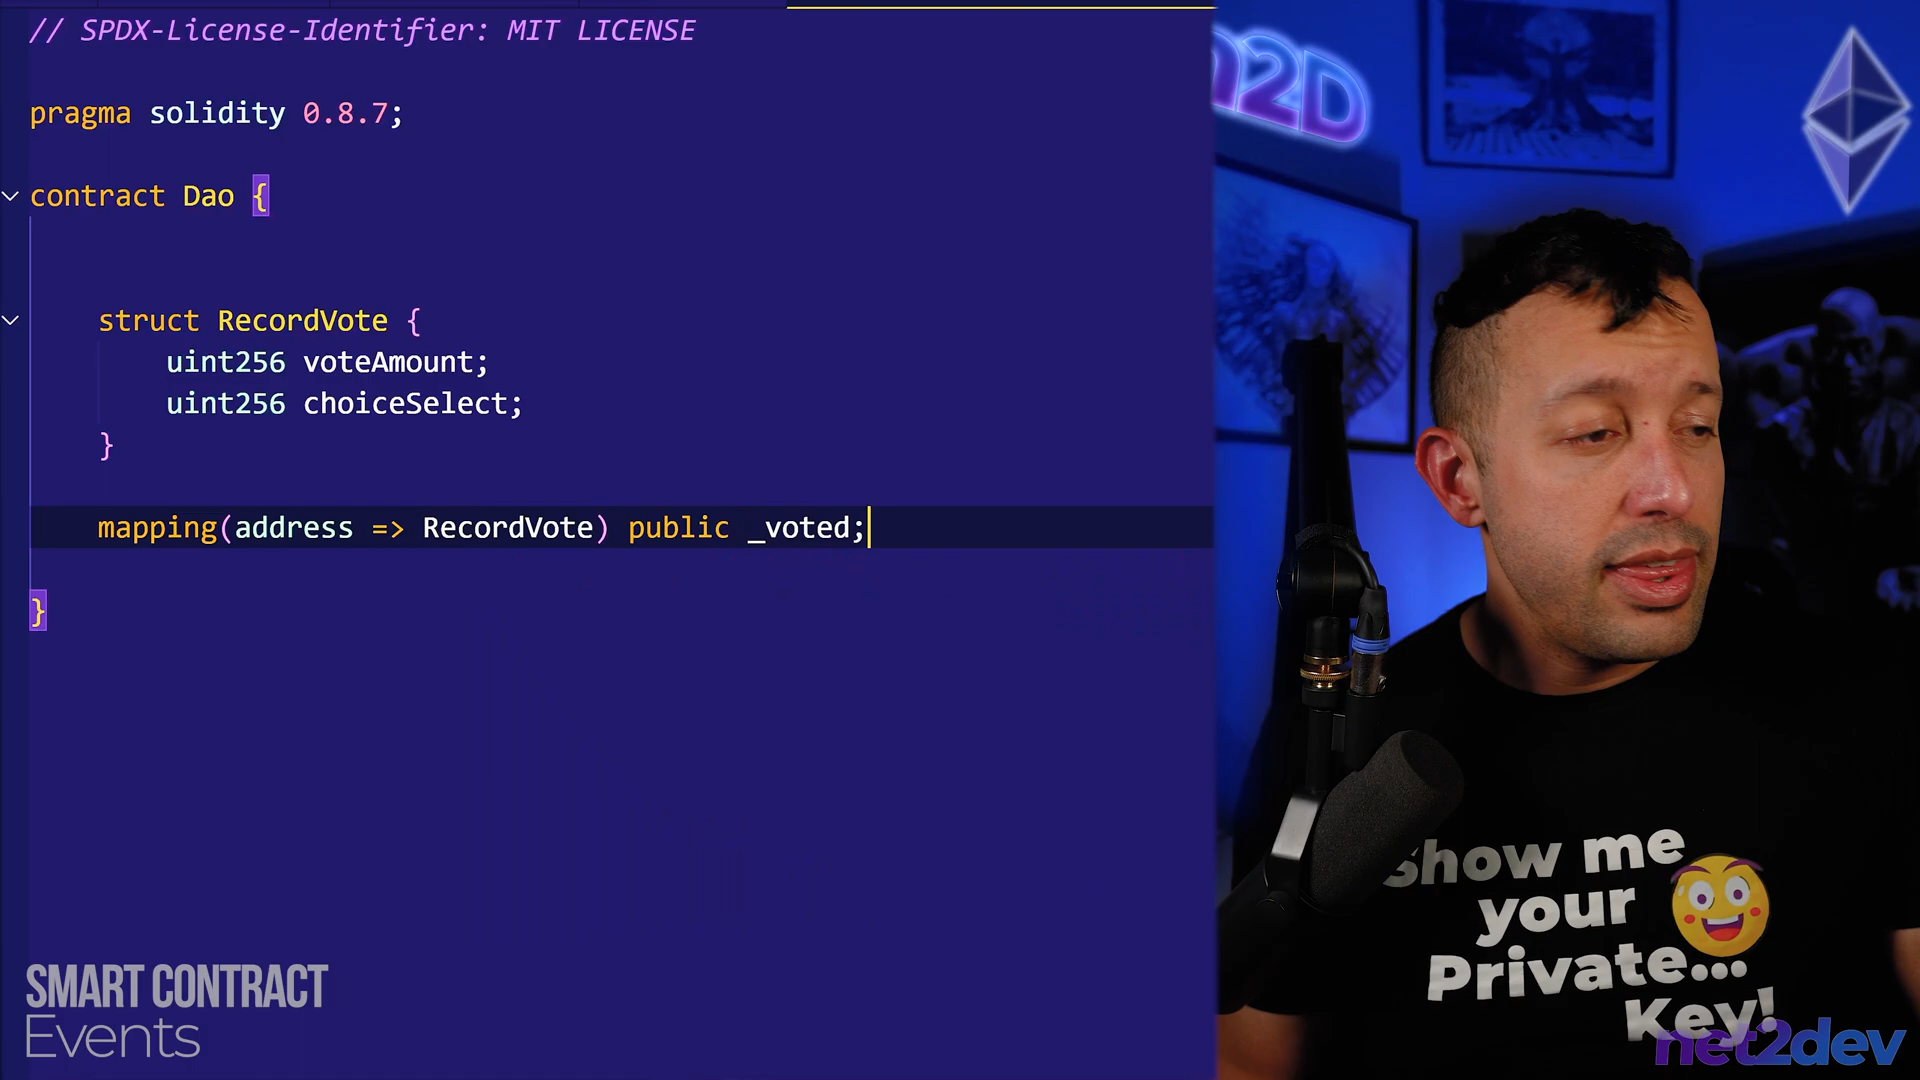 // SPDX-License-Identifier: MIT LICENSE
pragma solidity 0.8.7;
contract Dao {
struct RecordVote {
uint256 voteAmount;
uint256 choiceSelect;
}
mapping(address => RecordVote) public _voted;
}
SMART CONTRACT
Events
n2D
Show me
your
Private...
Key!
net2dev